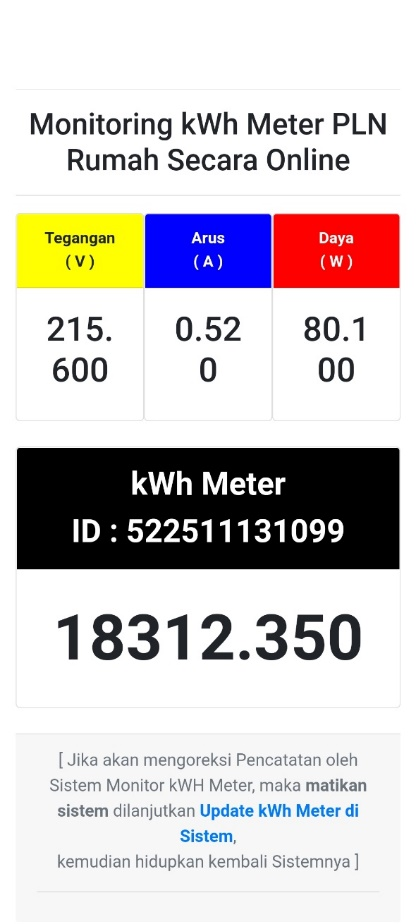 Monitoring kWh Meter PLN
Rumah Secara Online
Tegangan
( V )
Arus
( A )
Daya
( W )
215.
600
0.52
0
80.1
00
kWh Meter
ID : 522511131099
18312.350
[ Jika akan mengoreksi Pencatatan oleh
Sistem Monitor kWH Meter, maka matikan
sistem dilanjutkan Update kWh Meter di
Sistem,
kemudian hidupkan kembali Sistemnya ]